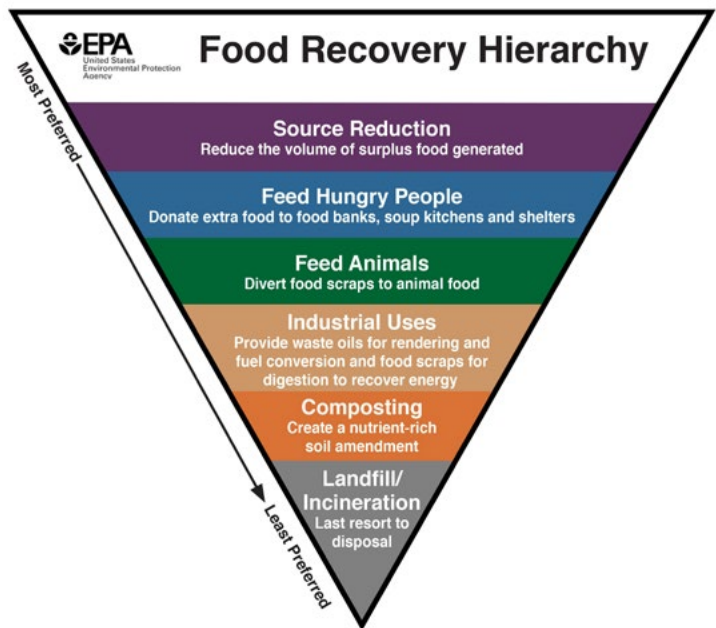 EPA
United States
Environmental Protection
Agency
Food Recovery Hierarchy
Most Preferred
Source Reduction
Reduce the volume of surplus food generated
Feed Hungry People
Donate extra food to food banks, soup kitchens and shelters
Feed Animals
Divert food scraps to animal food
Industrial Uses
Provide waste oils for rendering and
fuel conversion and food scraps for
digestion to recover energy
Composting
Create a nutrient-rich
soil amendment
Landfill/
Incineration
Last resort to
disposal
Least Preferred